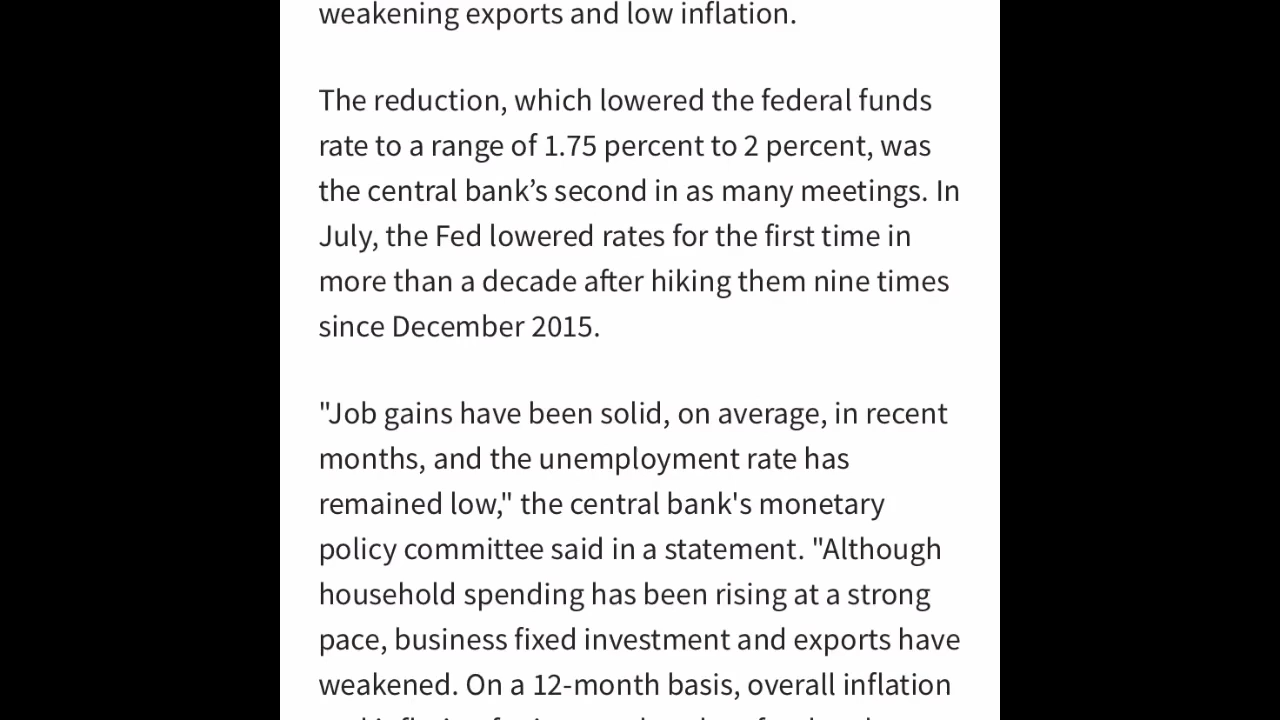 weakening exports and low inflation.
The reduction, which lowered the federal funds
rate to a range of 1.75 percent to 2 percent, was
the central bank’s second in as many meetings. In
July, the Fed lowered rates for the first time in
more than a decade after hiking them nine times
since December 2015.
"Job gains have been solid, on average, in recent
months, and the unemployment rate has
remained low," the central bank's monetary
policy committee said in a statement. "Although
household spending has been rising at a strong
pace, business fixed investment and exports have
weakened. On a 12-month basis, overall inflation